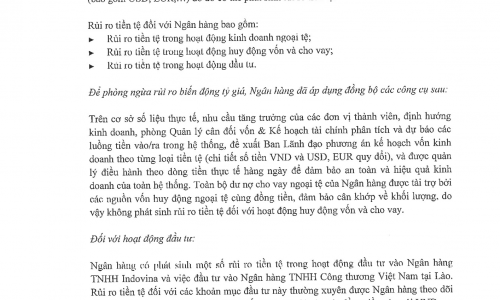 Rủi ro tiền tệ đối với Ngân hàng bao gồm:
► Rủi ro tiền tệ trong hoạt động kinh doanh ngoại tệ;
► Rủi ro tiền tệ trong hoạt động huy động vốn và cho vay;
► Rủi ro tiền tệ trong hoạt động đầu tư.
Để phòng ngừa rủi ro biến động tỷ giá, Ngân hàng đã áp dụng đồng bộ các công cụ sau:
Trên cơ sở số liệu thực tế, nhu cầu tăng trưởng của các đơn vị thành viên, định hướng
kinh doanh, phòng Quản lý cân đối vốn & Kế hoạch tài chính phân tích và dự báo các
luồng tiền vào/ra trong hệ thống, đề xuất Ban Lãnh đạo phương án kế hoạch vốn kinh
doanh theo từng loại tiền tệ (chi tiết số tiền VND và USD, EUR quy đổi), và được quản
lý điều hành theo dòng tiền thực tế hàng ngày để đảm bảo an toàn và hiệu quả kinh
doanh của toàn hệ thống. Toàn bộ dư nợ cho vay ngoại tệ của Ngân hàng được tài trợ bởi
các nguồn vốn huy động ngoại tệ cùng đồng tiền, đảm bảo cân khớp về khối lượng, do
vậy không phát sinh rủi ro tiền tệ đối với hoạt động huy động vốn và cho vay.
Đối với hoạt động đầu tư:
Ngân hàng có phát sinh một số rủi ro tiền tệ trong hoạt động đầu tư vào Ngân hàng
TNHH Indovina và việc đầu tư vào Ngân hàng TNHH Công thương Việt Nam tại Lào.
Rủi ro tiền tệ đối với các khoản mục đầu tư này thường xuyên được Ngân hàng theo dõi